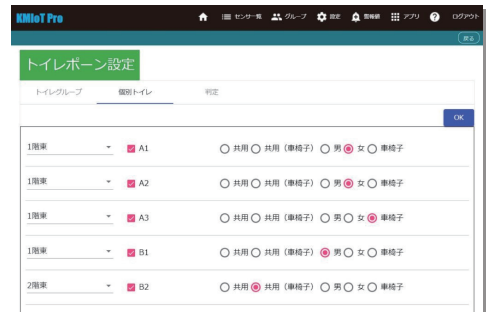 KMIoT Pro センサー一覧 グループ 設定 警報値 アプリ ログアウト
戻る
トイレボーン設定
トイレグループ 個別トイレ 判定
OK
1階東 A1 共用 共用（車椅子） 男 女 車椅子
1階東 A2 共用 共用（車椅子） 男 女 車椅子
1階東 A3 共用 共用（車椅子） 男 女 車椅子
1階東 B1 共用 共用（車椅子） 男 女 車椅子
2階東 B2 共用 共用（車椅子） 男 女 車椅子